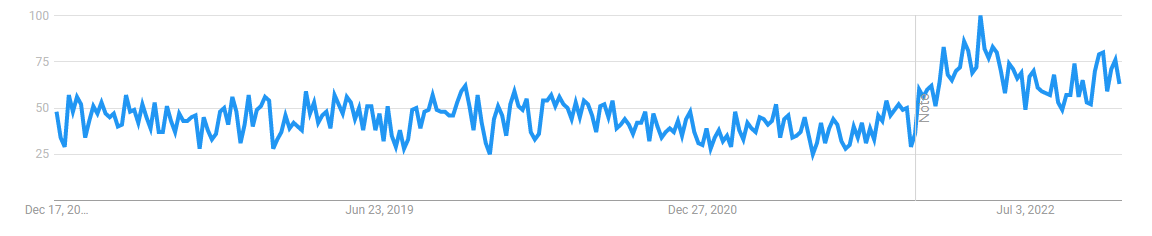 100
75
50
25
Note
Dec 17, 20...
Jun 23, 2019
Dec 27, 2020
Jul 3, 2022